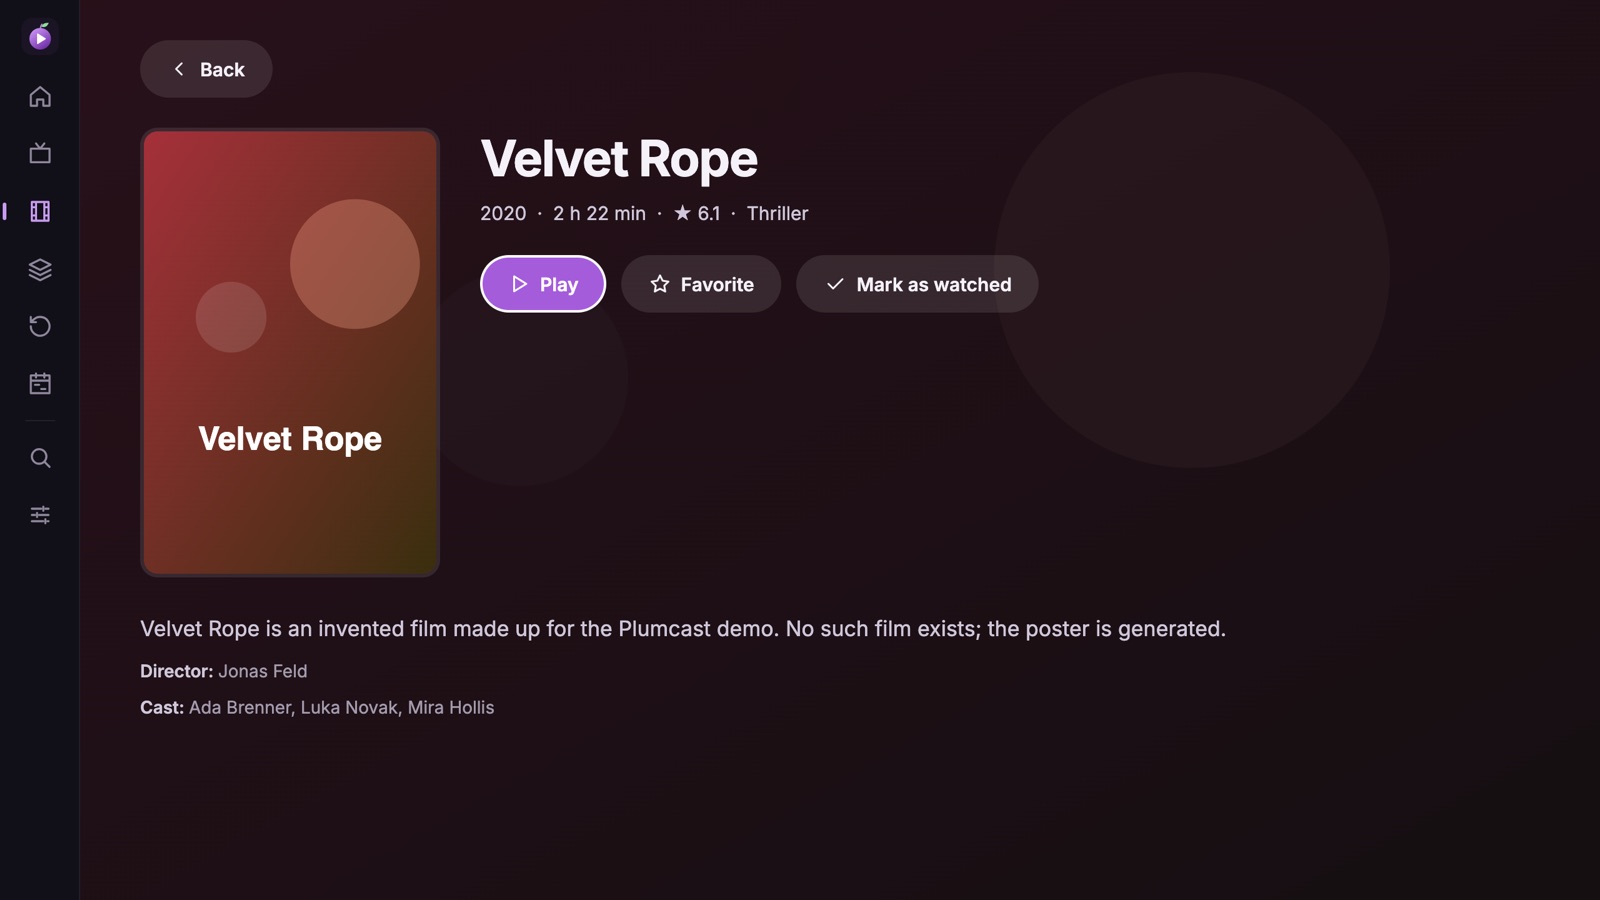 Back
Velvet Rope
2020 · 2 h 22 min · ★ 6.1 · Thriller
Play
Favorite
Mark as watched
Velvet Rope
Velvet Rope is an invented film made up for the Plumcast demo. No such film exists; the poster is generated.
Director: Jonas Feld
Cast: Ada Brenner, Luka Novak, Mira Hollis